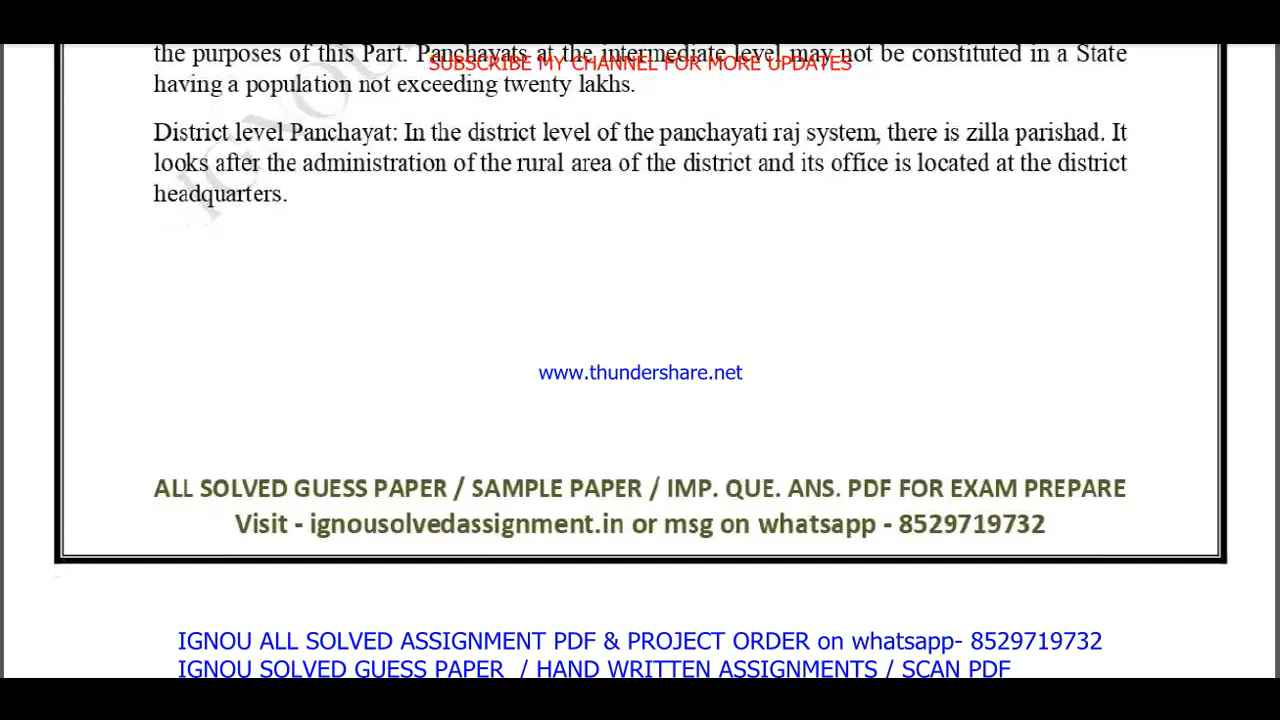 the purposes of this Part. Panchayats at the intermediate level may not be constituted in a State
SUBSCRIBE MY CHANNEL FOR MORE UPDATES
having a population not exceeding twenty lakhs.
District level Panchayat: In the district level of the panchayati raj system, there is zilla parishad. It
looks after the administration of the rural area of the district and its office is located at the district
headquarters.
IGNOU
www.thundershare.net
ALL SOLVED GUESS PAPER / SAMPLE PAPER / IMP. QUE. ANS. PDF FOR EXAM PREPARE
Visit - ignousolvedassignment.in or msg on whatsapp - 8529719732
IGNOU ALL SOLVED ASSIGNMENT PDF & PROJECT ORDER on whatsapp- 8529719732
IGNOU SOLVED GUESS PAPER / HAND WRITTEN ASSIGNMENTS / SCAN PDF